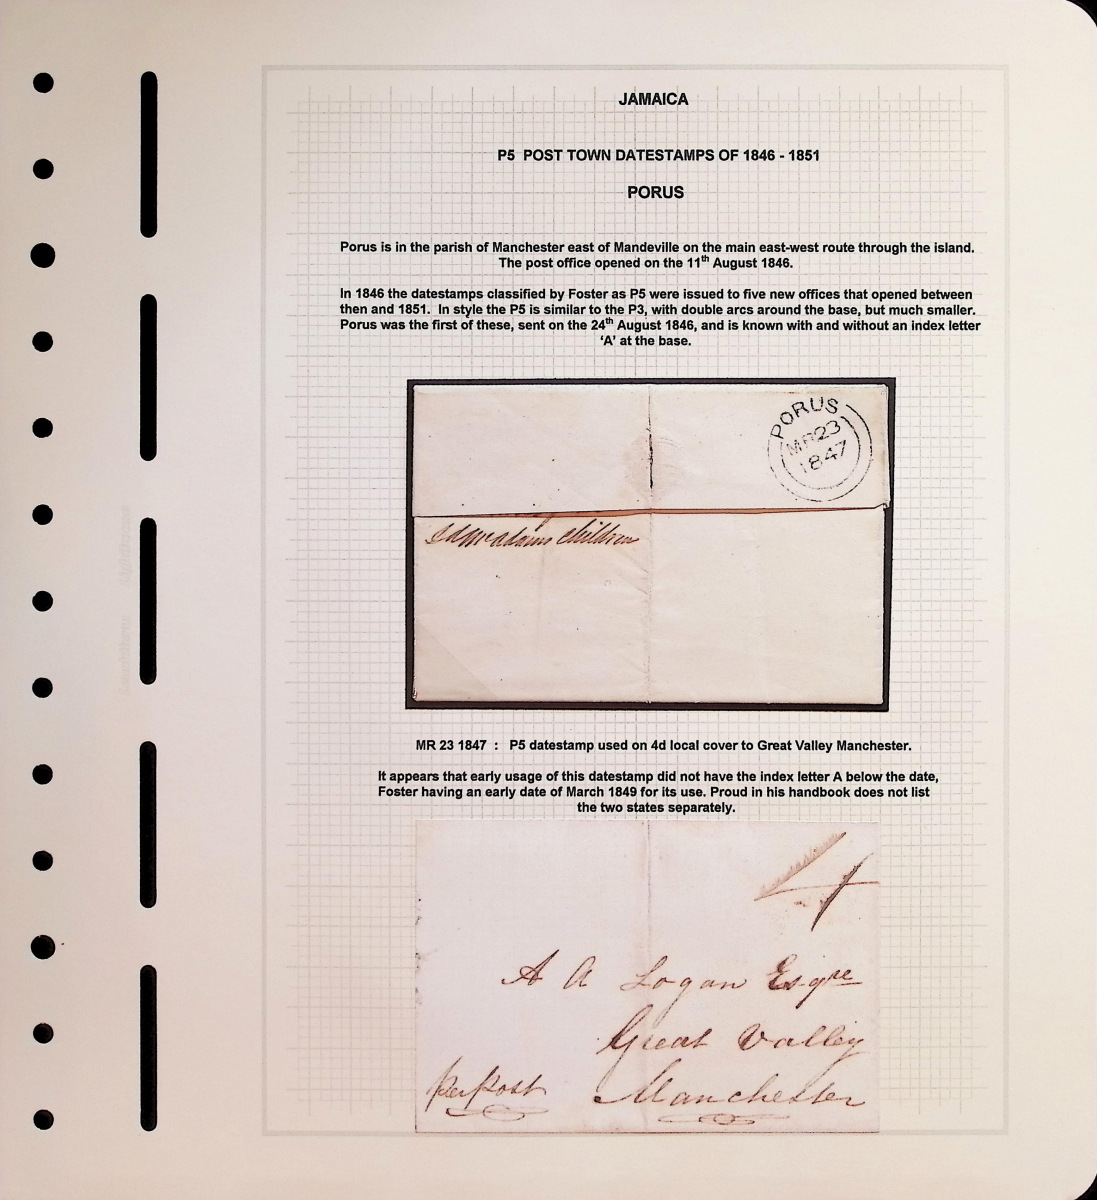 JAMAICA
P5 POST TOWN DATESTAMPS OF 1846 - 1851
PORUS
Porus is in the parish of Manchester east of Mandeville on the main east-west route through the island.
The post office opened on the 11th August 1846.
In 1846 the datestamps classified by Foster as P5 were issued to five new offices that opened between
then and 1851. In style the P5 is similar to the P3, with double arcs around the base, but much smaller.
Porus was the first of these, sent on the 24th August 1846, and is known with and without an index letter
‘A’ at the base.
PORUS
MR23
1847
children
MR 23 1847 : P5 datestamp used on 4d local cover to Great Valley Manchester.
It appears that early usage of this datestamp did not have the index letter A below the date,
Foster having an early date of March 1849 for its use. Proud in his handbook does not list
the two states separately.
4
A A Logan Esqre
Great Valley
Per Post
Manchester